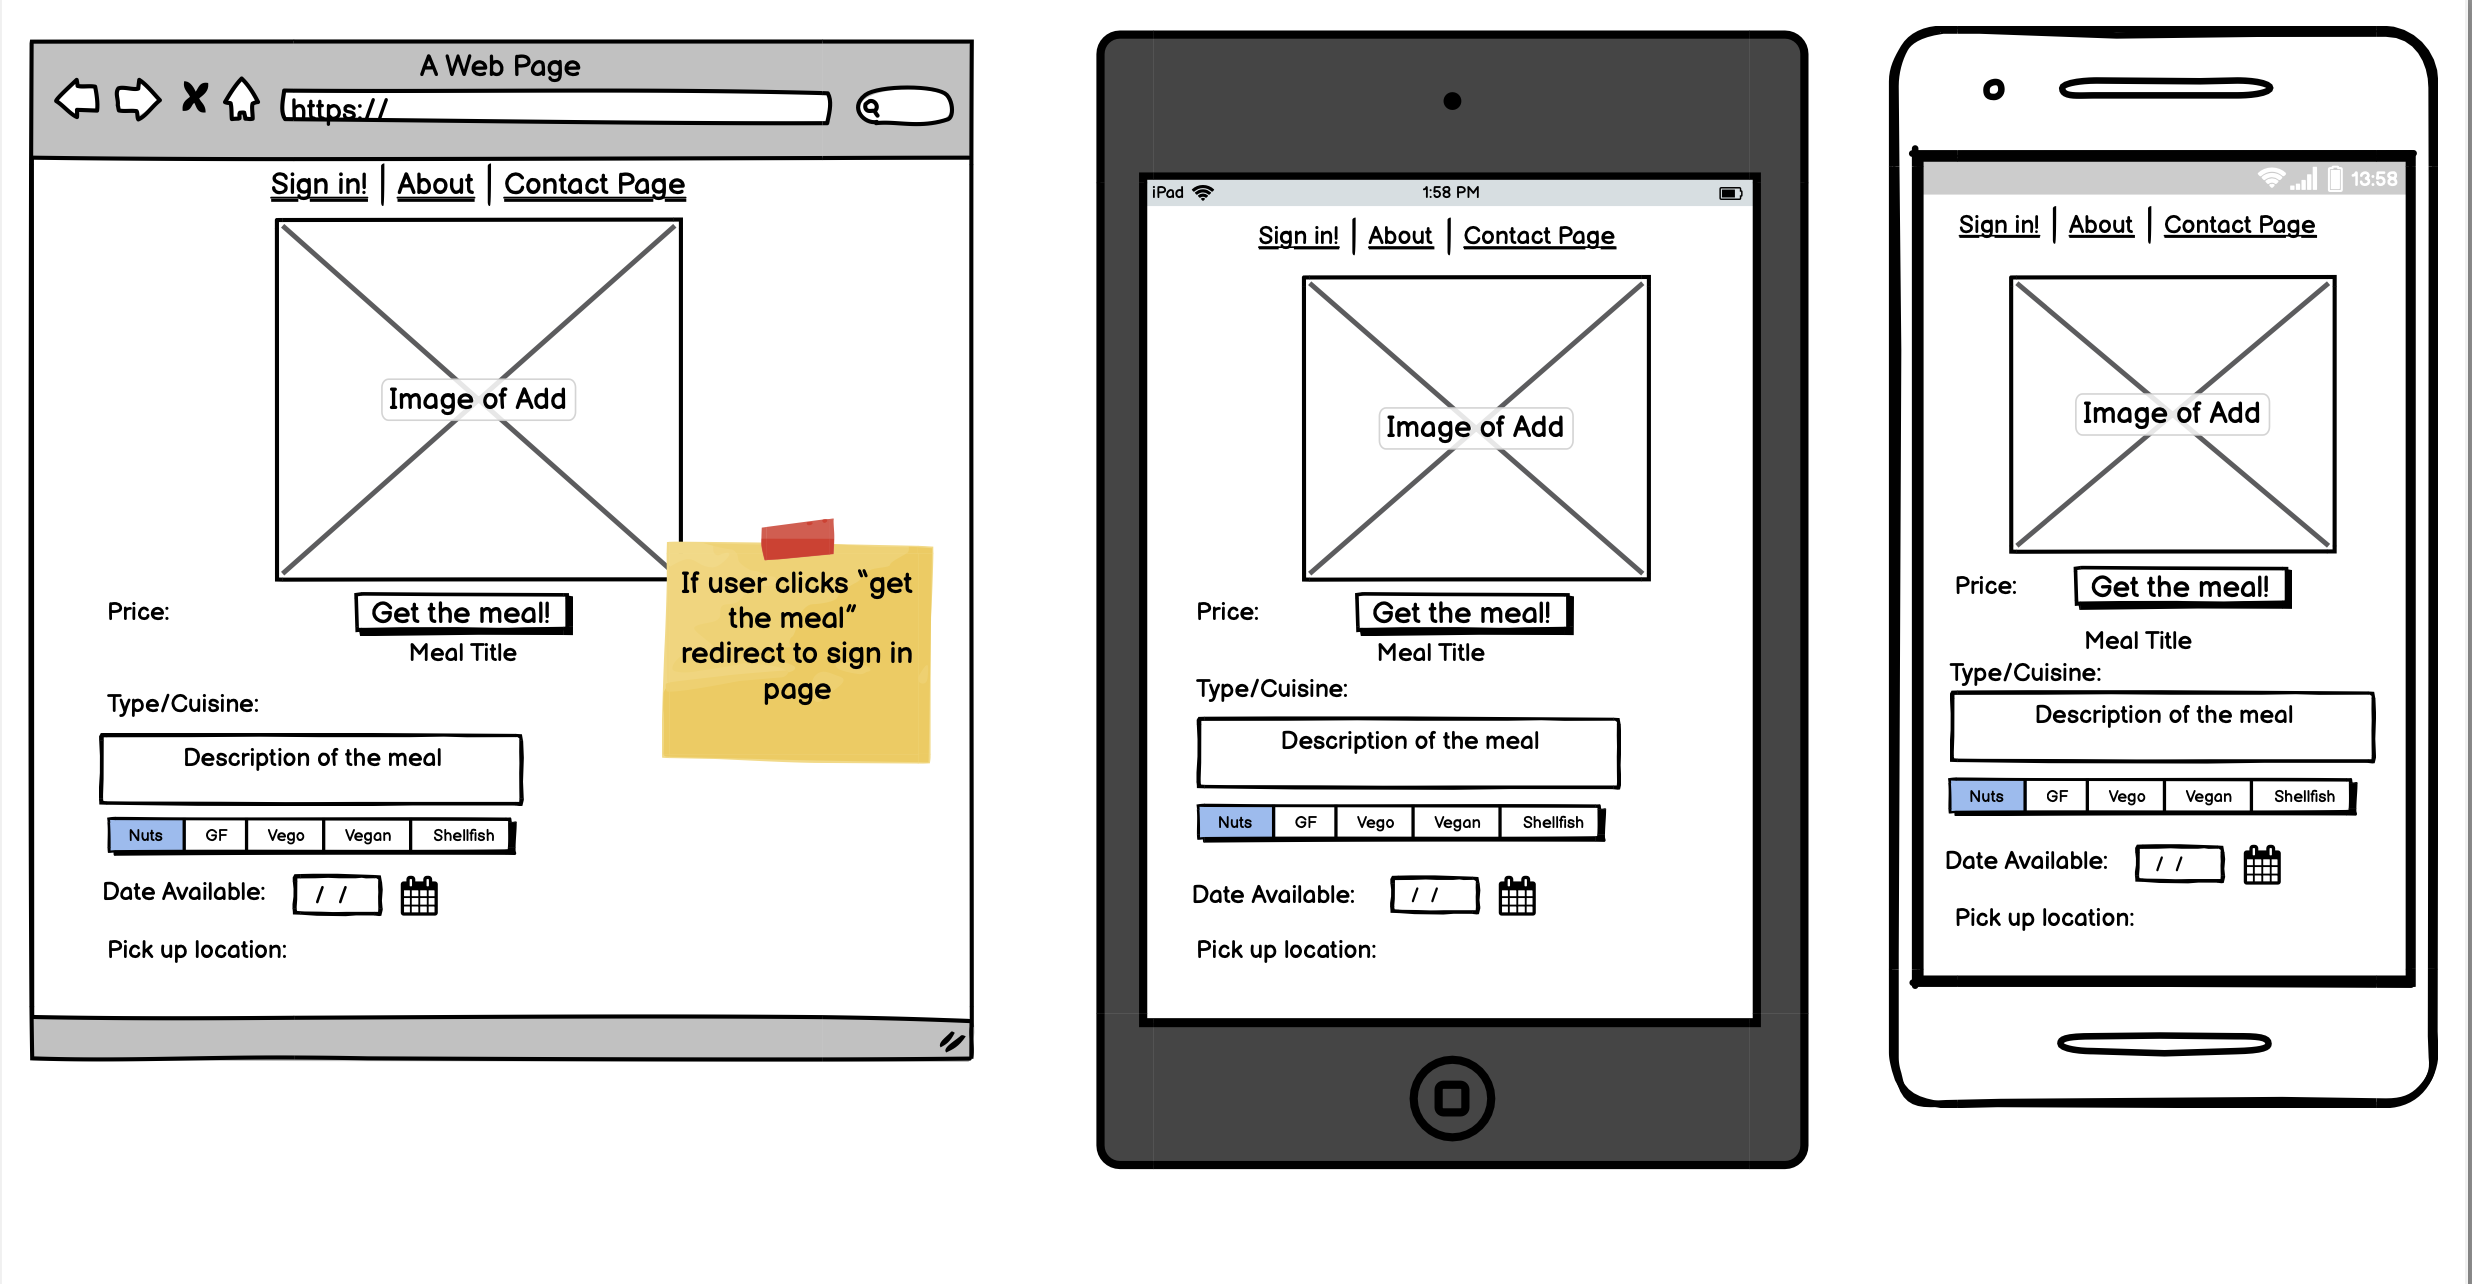 A Web Page
https://
Sign in! | About | Contact Page
Image of Add
If user clicks "get
the meal"
redirect to sign in
page
Price:
Get the meal!
Meal Title
Type/Cuisine:
Description of the meal
Nuts GF Vego Vegan Shellfish
Date Available: / /
Pick up location:
iPad 1:58 PM
Sign in! | About | Contact Page
Image of Add
Price:
Get the meal!
Meal Title
Type/Cuisine:
Description of the meal
Nuts GF Vego Vegan Shellfish
Date Available: / /
Pick up location:
13:58
Sign in! | About | Contact Page
Image of Add
Price:
Get the meal!
Meal Title
Type/Cuisine:
Description of the meal
Nuts GF Vego Vegan Shellfish
Date Available: / /
Pick up location: